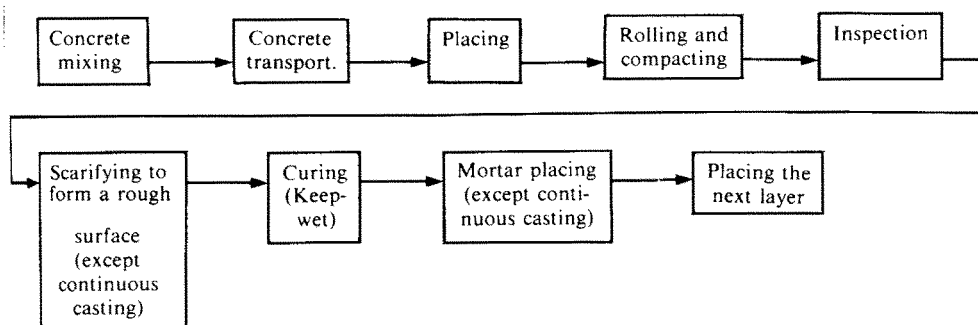 Concrete
mixing
Concrete
transport.
Placing
Rolling and
compacting
Inspection
Scarifying to
form a rough
surface
(except
continuous
casting)
Curing
(Keep-
wet)
Mortar placing
(except conti-
nuous casting)
Placing the
next layer